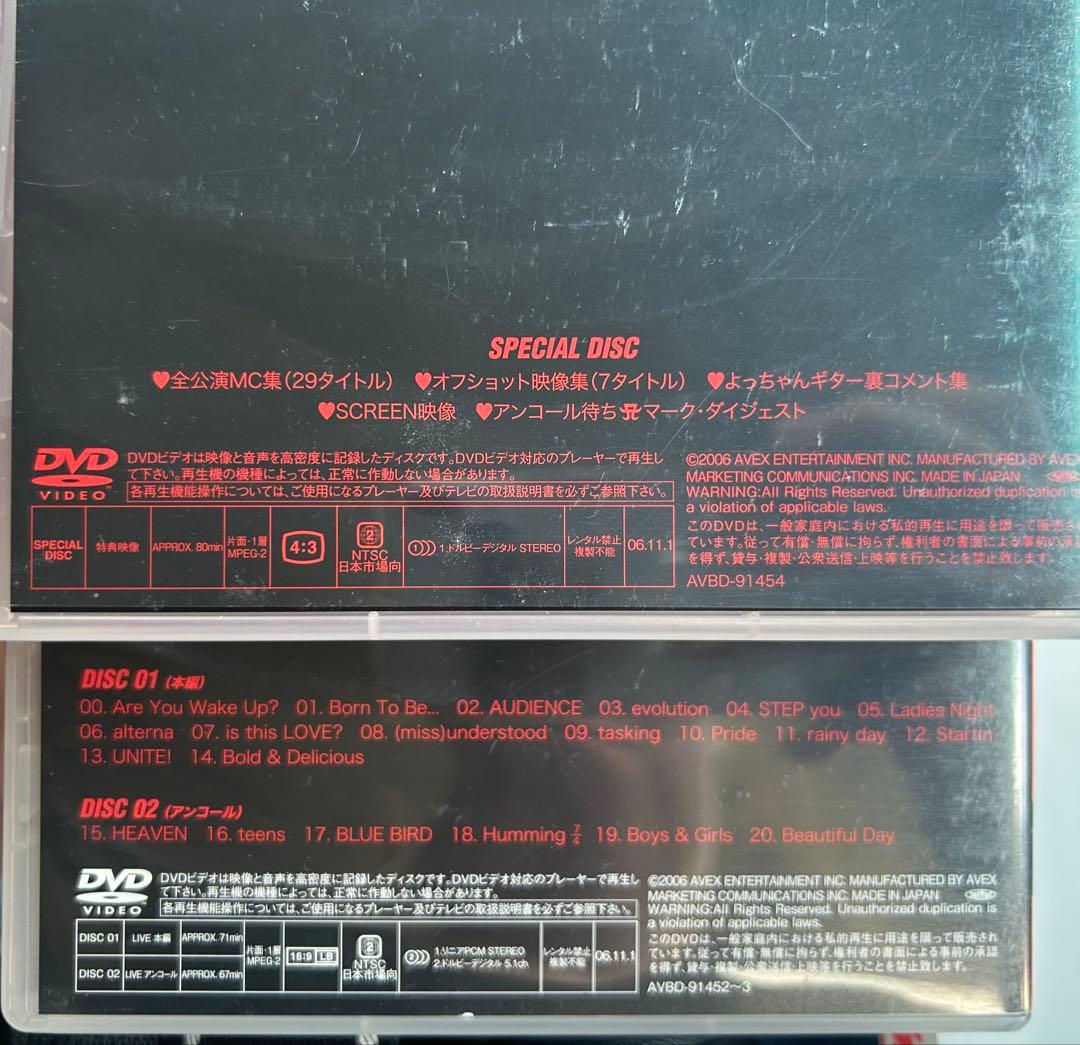 SPECIAL DISC
♥全公演MC集(29タイトル) ♥オフショット映像集(7タイトル) ♥よっちゃんギター裏コメント集
♥SCREEN映像 ♥アンコール待ち マーク・ダイジェスト
DVD
VIDEO
DVDビデオは映像と音声を高密度に記録したディスクです。DVDビデオ対応のプレーヤーで再生し
て下さい。再生機の機種によっては、正常に作動しない場合があります。
各再生機能操作については、ご使用になるプレーヤー及びテレビの取扱説明書を必ずご参照下さい。
SPECIAL DISC
特典映像
APPROX. 80min
片面・1層 MPEG-2
4:3
2 NTSC 日本市場向
1 1.ドルビーデジタル STEREO
レンタル禁止 複製不能
06.11.1
©2006 AVEX ENTERTAINMENT INC. MANUFACTURED BY AVEX
MARKETING COMMUNICATIONS INC. MADE IN JAPAN
WARNING:All Rights Reserved. Unauthorized duplication is
a violation of applicable laws.
このDVDは、一般家庭内における私的再生に用途を限って販売さ
ています。従って有償・無償に拘らず、権利者の書面による事前の承
を得ず、貸与・複製・公衆送信・上映等を行うことを禁止致します。
AVBD-91454
DISC 01 (本編)
00. Are You Wake Up? 01. Born To Be... 02. AUDIENCE 03. evolution 04. STEP you 05. Ladies Night
06. alterna 07. is this LOVE? 08. (miss)understood 09. tasking 10. Pride 11. rainy day 12. Startin'
13. UNITE! 14. Bold & Delicious
DISC 02 (アンコール)
15. HEAVEN 16. teens 17. BLUE BIRD 18. Humming 7/4 19. Boys & Girls 20. Beautiful Day
DVD
VIDEO
DVDビデオは映像と音声を高密度に記録したディスクです。DVDビデオ対応のプレーヤーで再生し
て下さい。再生機の機種によっては、正常に作動しない場合があります。
各再生機能操作については、ご使用になるプレーヤー及びテレビの取扱説明書を必ずご参照下さい。
DISC 01 LIVE 本編 APPROX. 71min
DISC 02 LIVE アンコール APPROX. 67min
片面・1層 MPEG-2
16:9 LB
2 NTSC 日本市場向
2 1.リニアPCM STEREO
2.ドルビーデジタル 5.1ch
レンタル禁止 複製不能
06.11.1
©2006 AVEX ENTERTAINMENT INC. MANUFACTURED BY AVEX
MARKETING COMMUNICATIONS INC. MADE IN JAPAN
WARNING:All Rights Reserved. Unauthorized duplication is
a violation of applicable laws.
このDVDは、一般家庭内における私的再生に用途を限って販売され
ています。従って有償・無償に拘らず、権利者の書面による事前の承諾
を得ず、貸与・複製・公衆送信・上映等を行うことを禁止致します。
AVBD-91452〜3